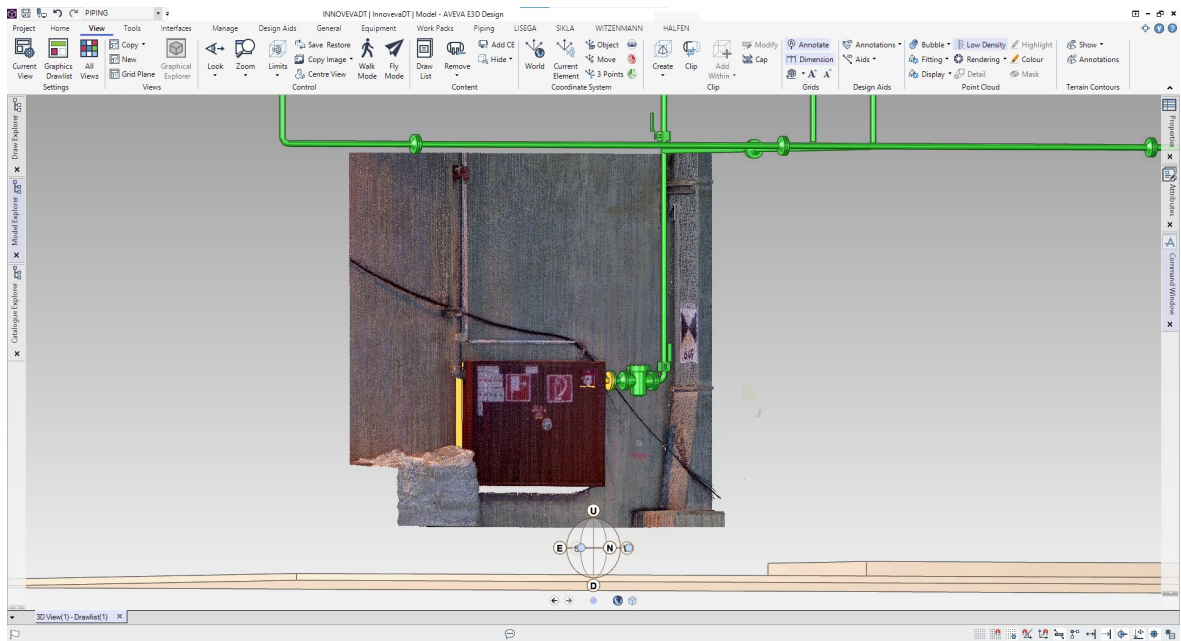 PIPING
INNOVEVADT | InnovevaDT | Model - AVEVA E3D Design
Project Home View Tools Interfaces Manage Design Aids General Equipment Work Packs Piping LISEGA SIKLA WITZENMANN HALFEN
Copy Save Restore Add CE Object Modify Annotate Annotations Bubble Low Density Highlight Show
New Copy Image Hide Move Cap Dimension Aids Fitting Rendering Colour Annotations
Grid Plane Centre View 3 Points A A Display Detail Mask
Current View Graphics Drawlist All Views Graphical Explorer Look Zoom Limits Walk Mode Fly Mode Draw List Remove World Current Element Create Clip Add Within
Settings Views Control Content Coordinate System Clip Grids Design Aids Point Cloud Terrain Contours
Draw Explorer
Model Explorer
Catalogue Explorer
Properties
Attributes
Command Window
U
E N
D
3D View(1) - Drawlist(1)